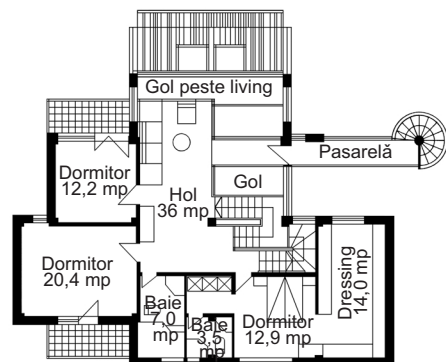 Gol peste living
Pasarelă
Dormitor
12,2 mp
Hol
36 mp
Gol
Dormitor
20,4 mp
Dressing
14,0 mp
Baie
7,0
Baie
3,5
mp
Dormitor
12,9 mp